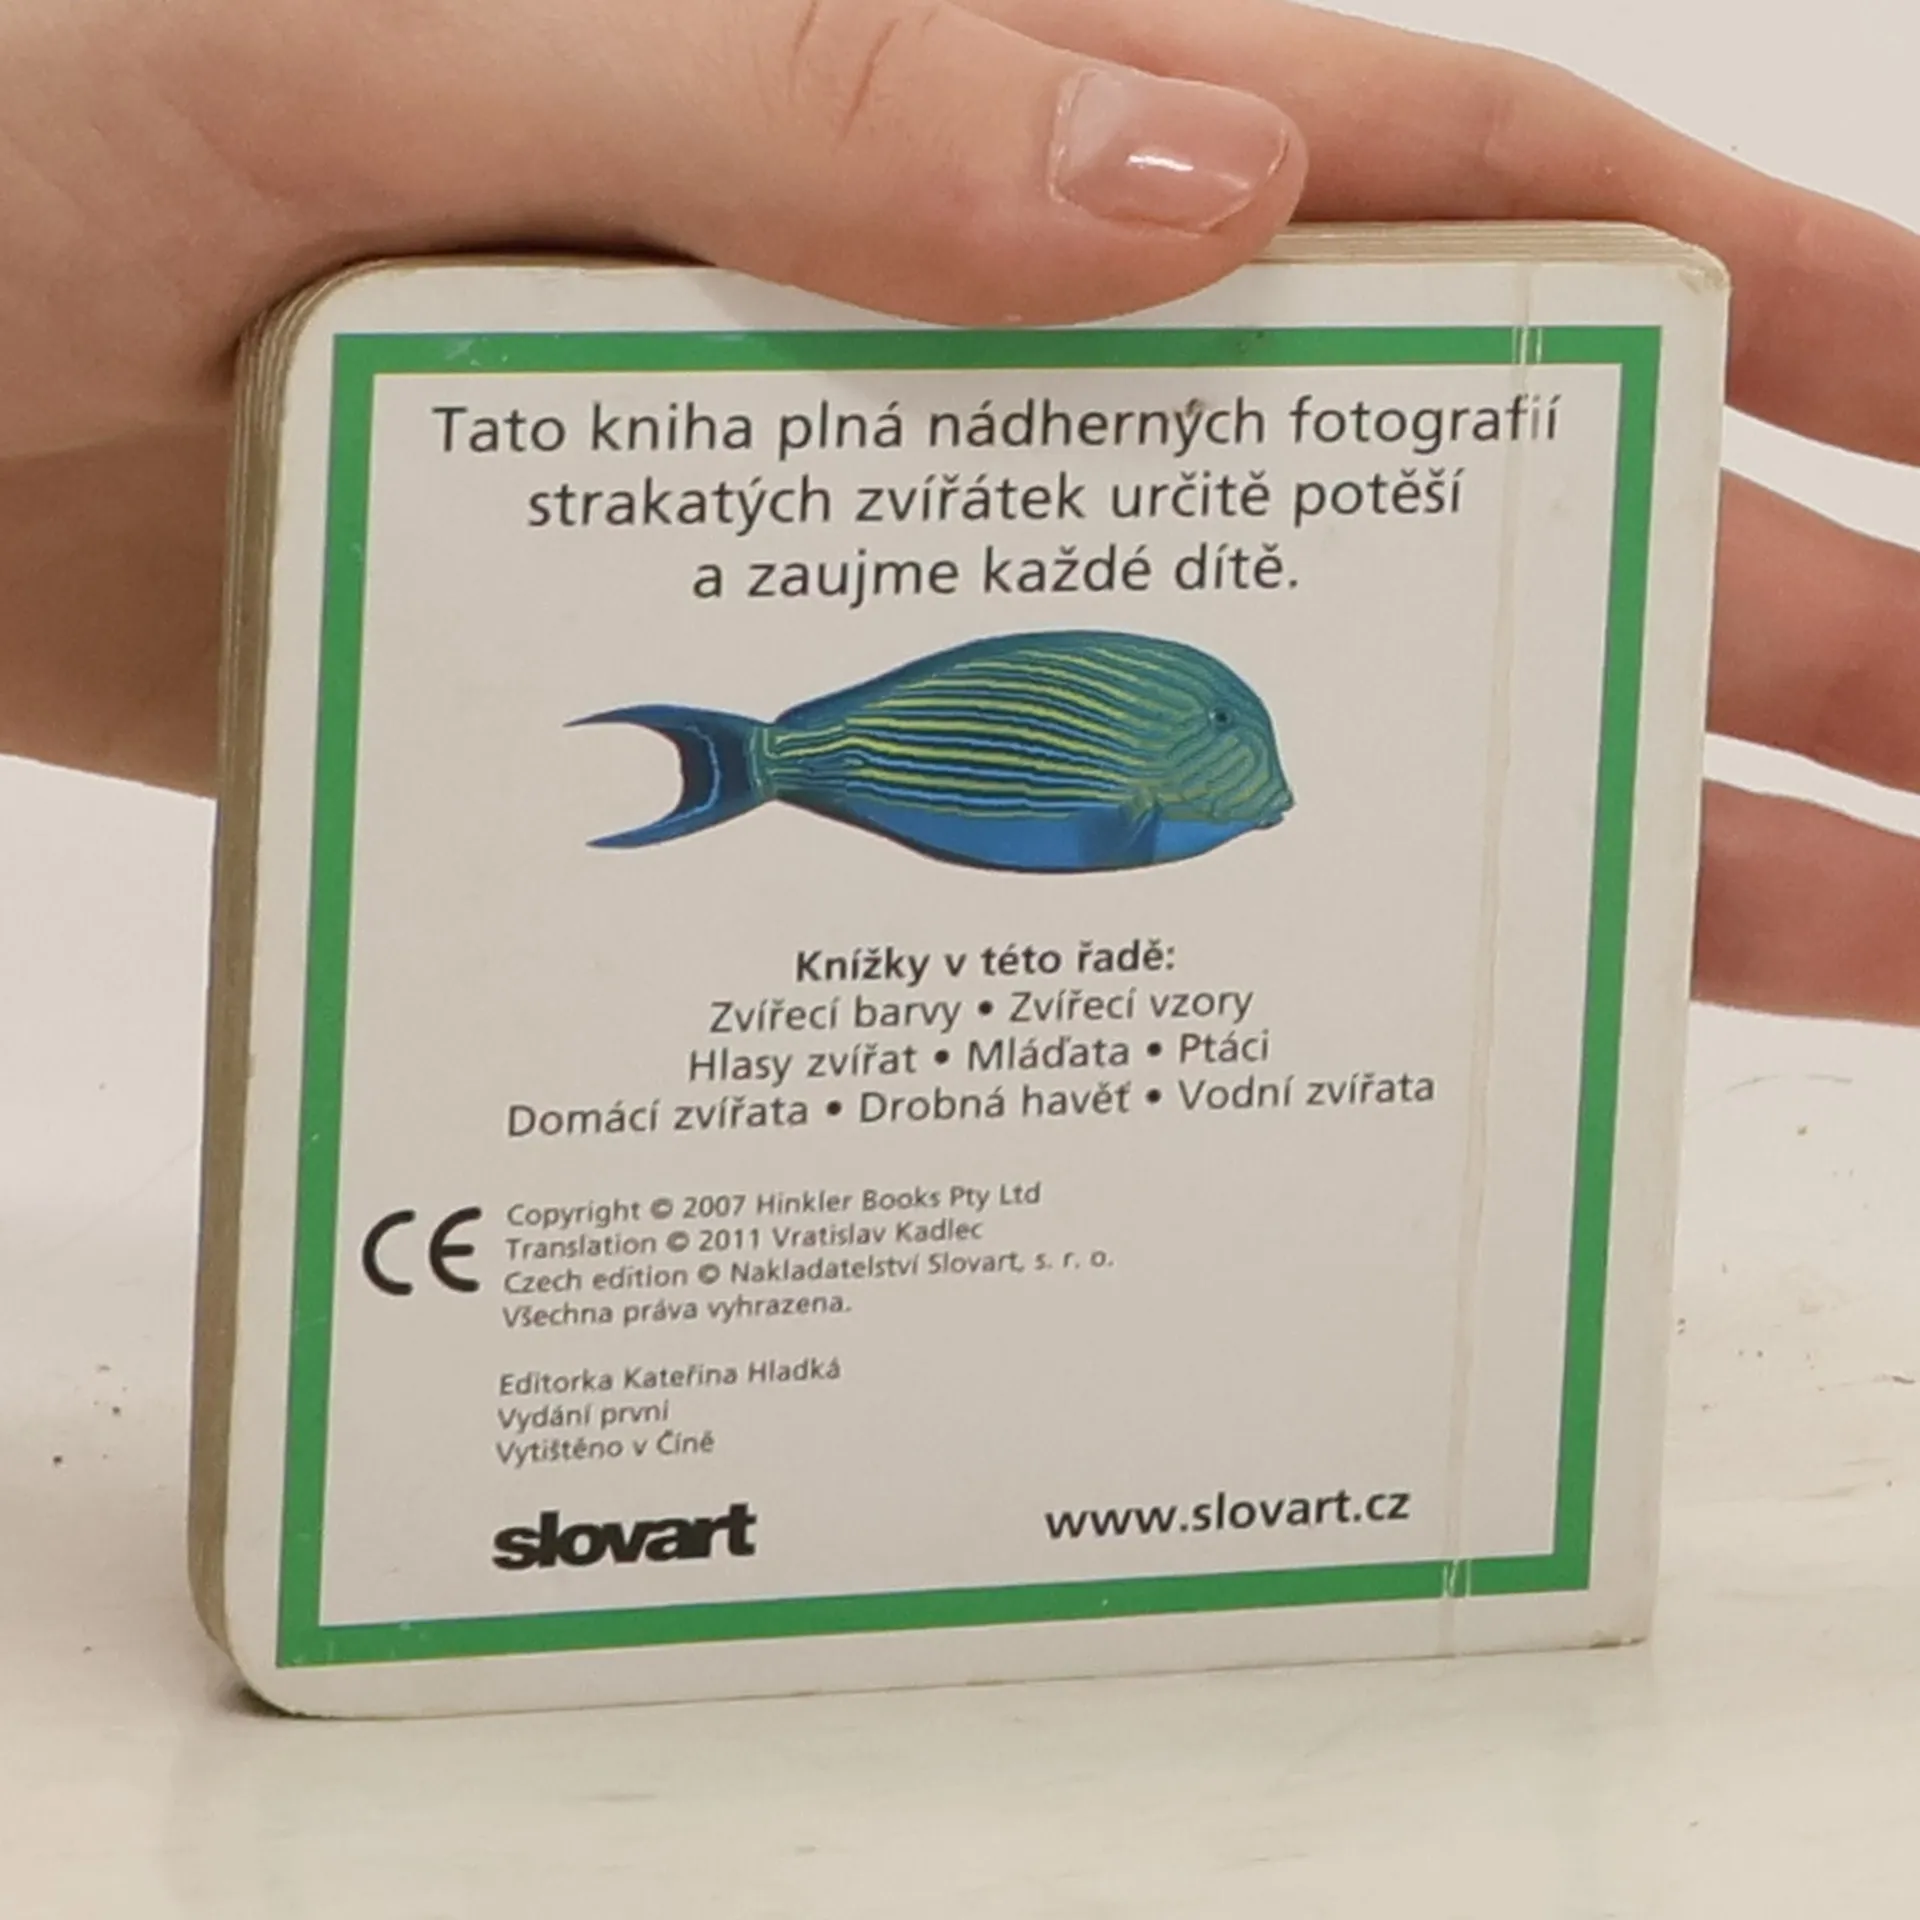 Tato kniha plná nádherných fotografií
strakatých zvířátek určitě potěší
a zaujme každé dítě.
Knížky v této řadě:
Zvířecí barvy • Zvířecí vzory
Hlasy zvířat • Mláďata • Ptáci
Domácí zvířata • Drobná havěť • Vodní zvířata
CE
Copyright © 2007 Hinkler Books Pty Ltd
Translation © 2011 Vratislav Kadlec
Czech edition © Nakladatelství Slovart, s. r. o.
Všechna práva vyhrazena.
Editorka Kateřina Hladká
Vydání první
Vytištěno v Číně
slovart
www.slovart.cz